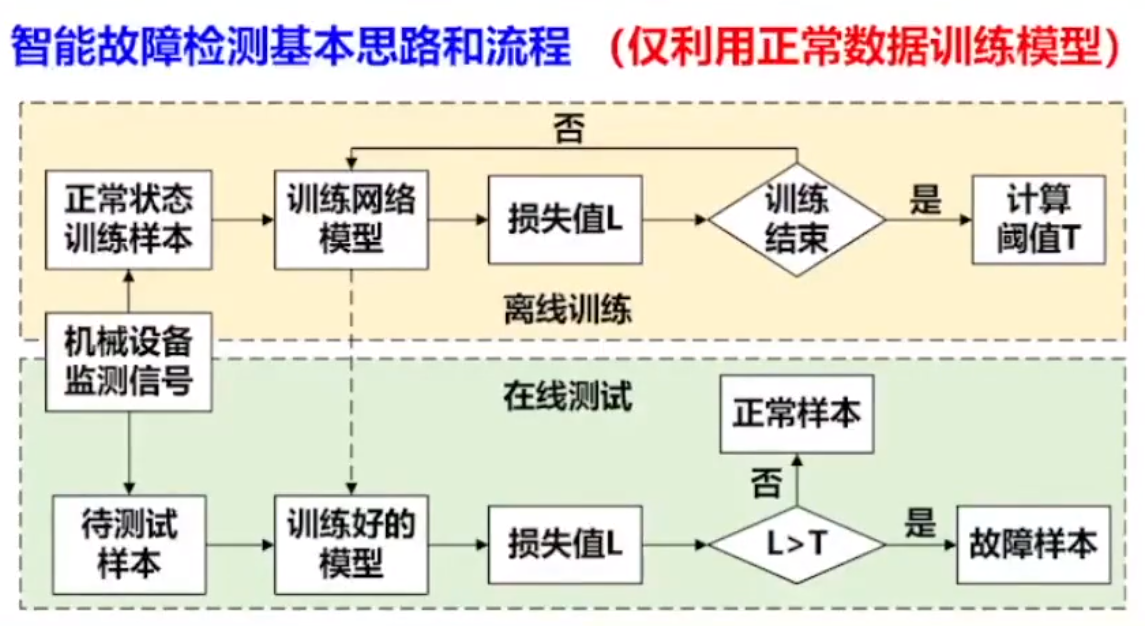 智能故障检测基本思路和流程 （仅利用正常数据训练模型）
否
正常状态
训练样本
训练网络
模型
损失值L
训练
结束
是
计算
阈值T
离线训练
机械设备
监测信号
在线测试
正常样本
否
待测试
样本
训练好的
模型
损失值L
L>T
是
故障样本